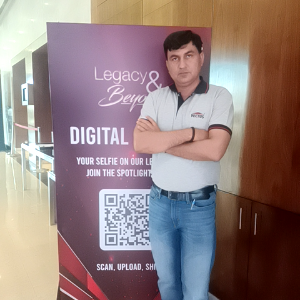 Legacy &
Beyo
DIGITAL
YOUR SELFIE ON OUR LE
JOIN THE SPOTLIGHT
SCAN, UPLOAD, SH